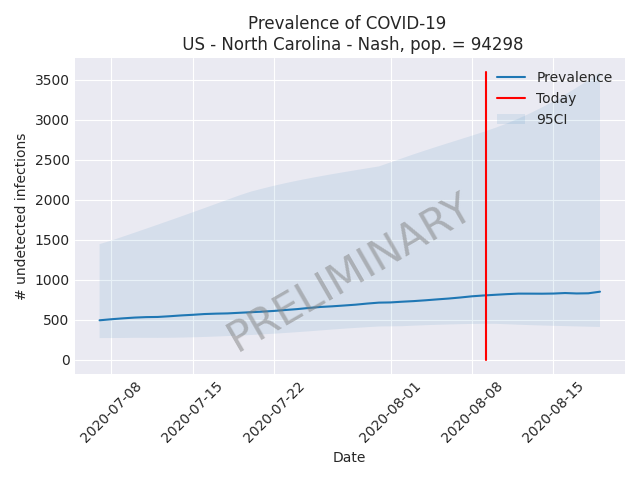 Prevalence of COVID-19
US - North Carolina - Nash, pop. = 94298
3500
3000
2500
2000
1500
1000
500
0
# undetected infections
Prevalence
Today
95CI
PRELIMINARY
2020-07-08
2020-07-15
2020-07-22
2020-08-01
2020-08-08
2020-08-15
Date